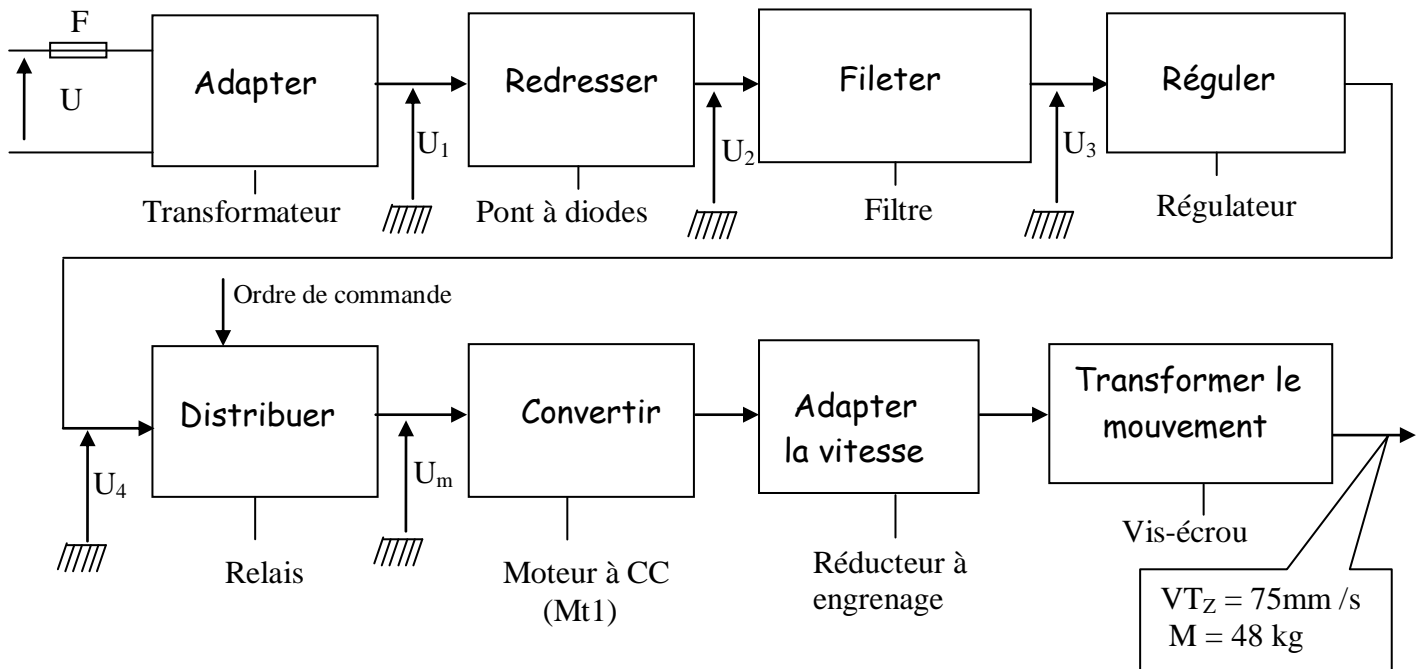 F
U
Adapter
Transformateur
U₁
Redresser
Pont à diodes
U₂
Fileter
Filtre
U₃
Réguler
Régulateur
Ordre de commande
U₄
Distribuer
Relais
Uₘ
Convertir
Moteur à CC
(Mt1)
Adapter
la vitesse
Réducteur à
engrenage
Transformer le
mouvement
Vis-écrou
VT_Z = 75mm /s
M = 48 kg